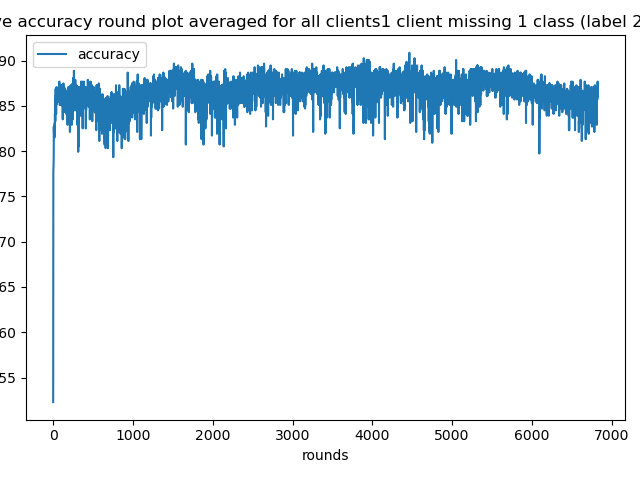 ve accuracy round plot averaged for all clients1 client missing 1 class (label 2
accuracy
90
85
80
75
70
65
60
55
0 1000 2000 3000 4000 5000 6000 7000
rounds